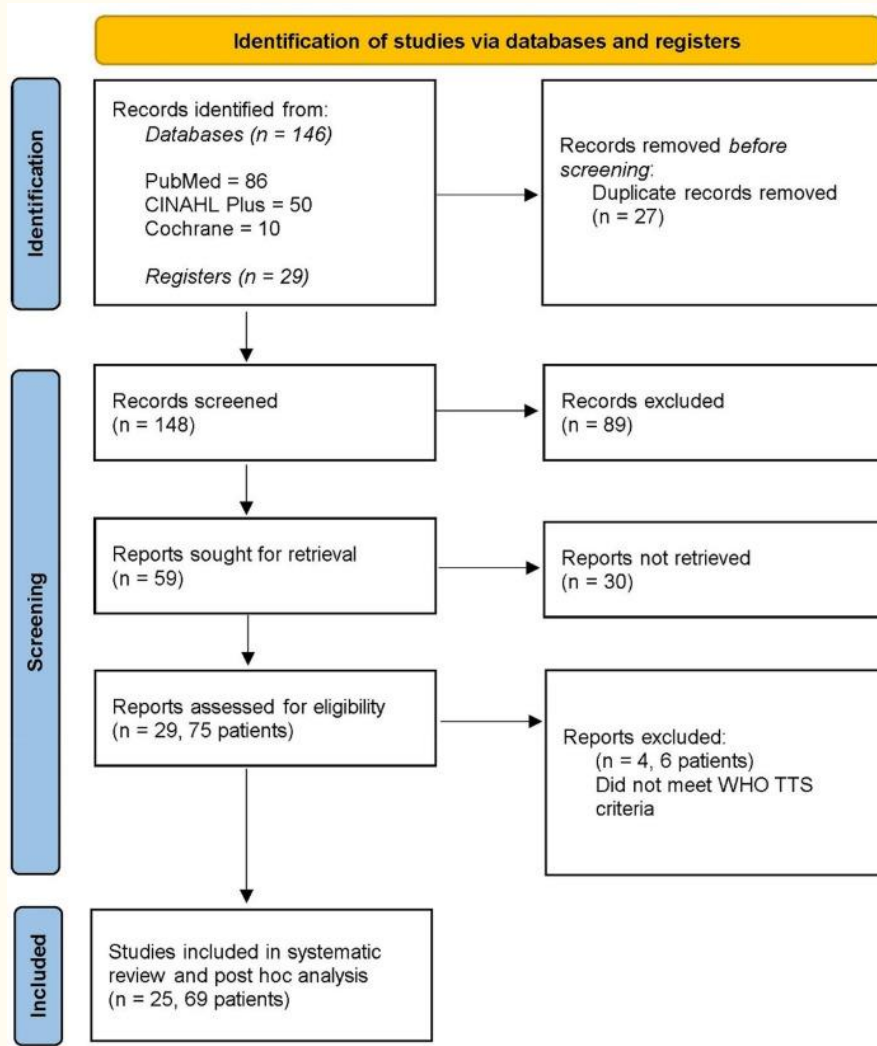 Identification of studies via databases and registers
Identification
Records identified from:
Databases (n = 146)
PubMed = 86
CINAHL Plus = 50
Cochrane = 10
Registers (n = 29)
Records removed before
screening:
Duplicate records removed
(n = 27)
Screening
Records screened
(n = 148)
Records excluded
(n = 89)
Reports sought for retrieval
(n = 59)
Reports not retrieved
(n = 30)
Reports assessed for eligibility
(n = 29, 75 patients)
Reports excluded:
(n = 4, 6 patients)
Did not meet WHO TTS
criteria
Included
Studies included in systematic
review and post hoc analysis
(n = 25, 69 patients)